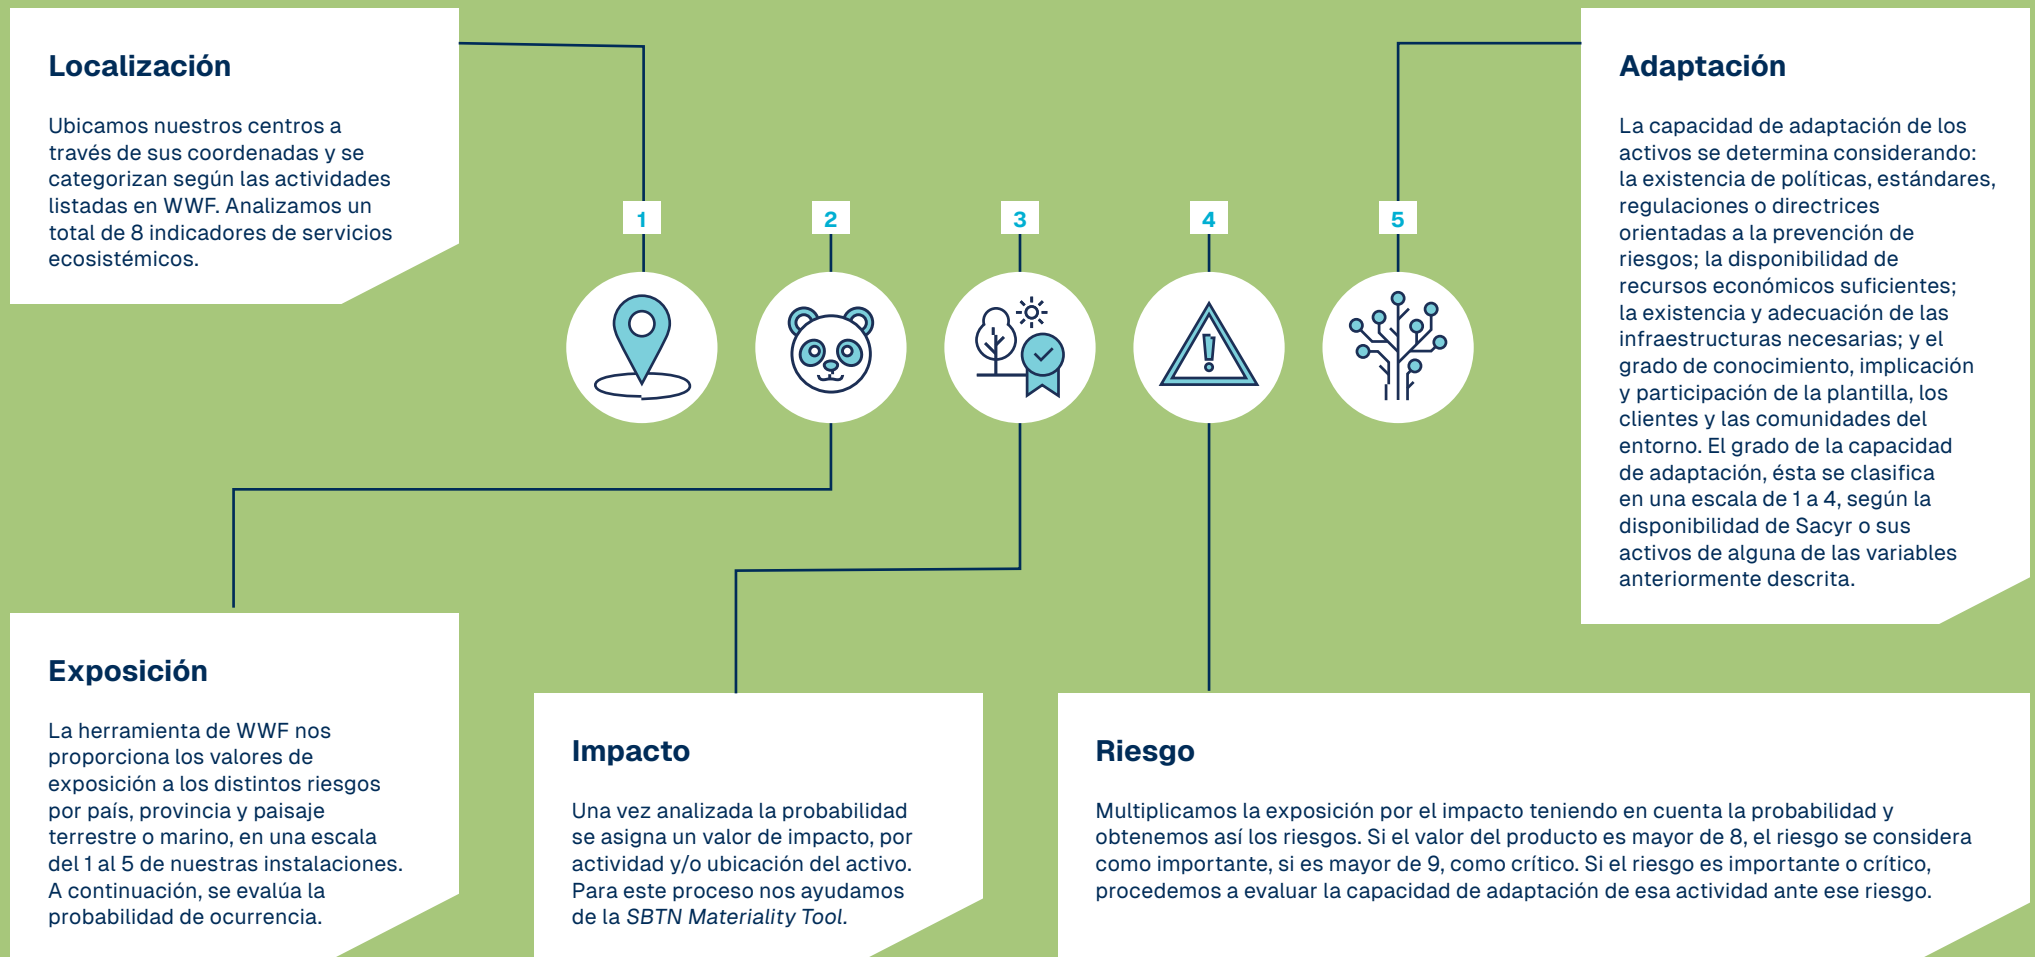 Localización
Ubicamos nuestros centros a
través de sus coordenadas y se
categorizan según las actividades
listadas en WWF. Analizamos un
total de 8 indicadores de servicios
ecosistémicos.
1
2
3
4
5
Adaptación
La capacidad de adaptación de los
activos se determina considerando:
la existencia de políticas, estándares,
regulaciones o directrices
orientadas a la prevención de
riesgos; la disponibilidad de
recursos económicos suficientes;
la existencia y adecuación de las
infraestructuras necesarias; y el
grado de conocimiento, implicación
y participación de la plantilla, los
clientes y las comunidades del
entorno. El grado de la capacidad
de adaptación, ésta se clasifica
en una escala de 1 a 4, según la
disponibilidad de Sacyr o sus
activos de alguna de las variables
anteriormente descrita.
Exposición
La herramienta de WWF nos
proporciona los valores de
exposición a los distintos riesgos
por país, provincia y paisaje
terrestre o marino, en una escala
del 1 al 5 de nuestras instalaciones.
A continuación, se evalúa la
probabilidad de ocurrencia.
Impacto
Una vez analizada la probabilidad
se asigna un valor de impacto, por
actividad y/o ubicación del activo.
Para este proceso nos ayudamos
de la SBTN Materiality Tool.
Riesgo
Multiplicamos la exposición por el impacto teniendo en cuenta la probabilidad y
obtenemos así los riesgos. Si el valor del producto es mayor de 8, el riesgo se considera
como importante, si es mayor de 9, como crítico. Si el riesgo es importante o crítico,
procedemos a evaluar la capacidad de adaptación de esa actividad ante ese riesgo.